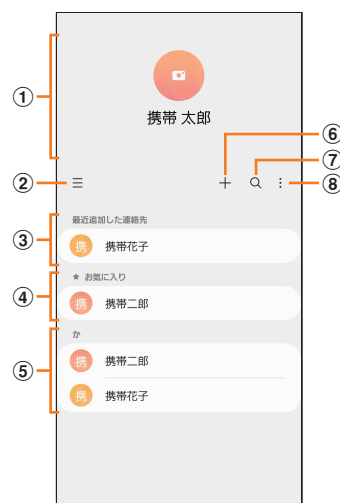 ①
携帯 太郎
⑥
⑦
② ⑧
最近追加した連絡先
③ 携 携帯花子
★ お気に入り
④ 携 携帯二郎
か
⑤ 携 携帯二郎
携 携帯花子